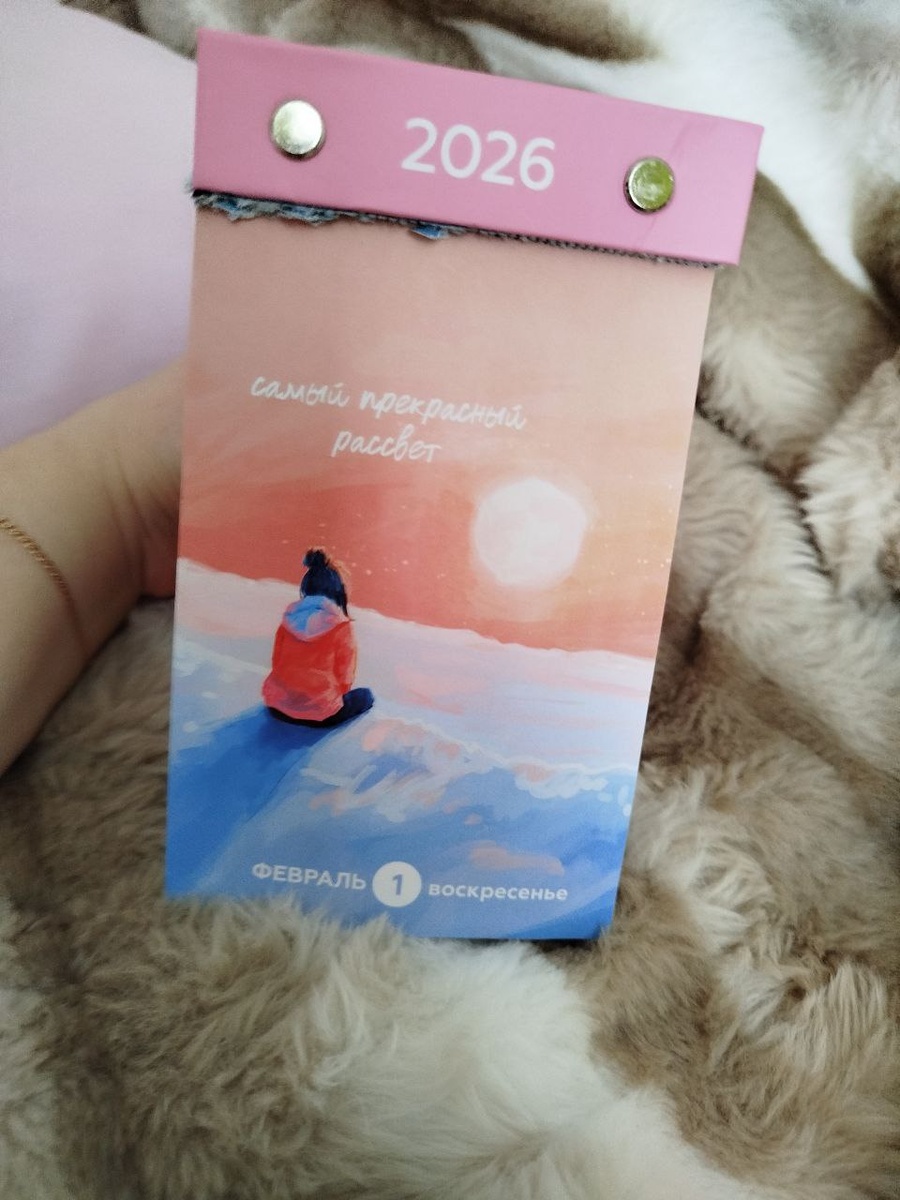 2026
самый прекрасный
рассвет
ФЕВРАЛЬ 1 воскресенье